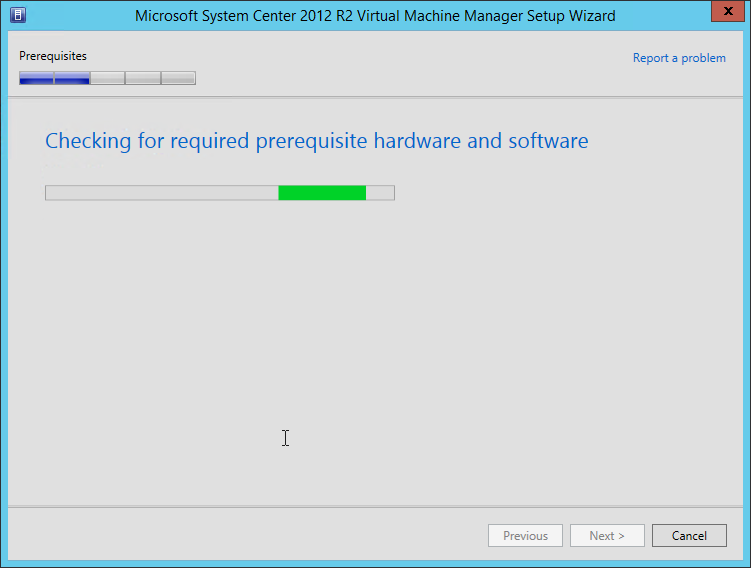 Microsoft System Center 2012 R2 Virtual Machine Manager Setup Wizard
x
Prerequisites
Report a problem
Checking for required prerequisite hardware and software
Previous
Next >
Cancel